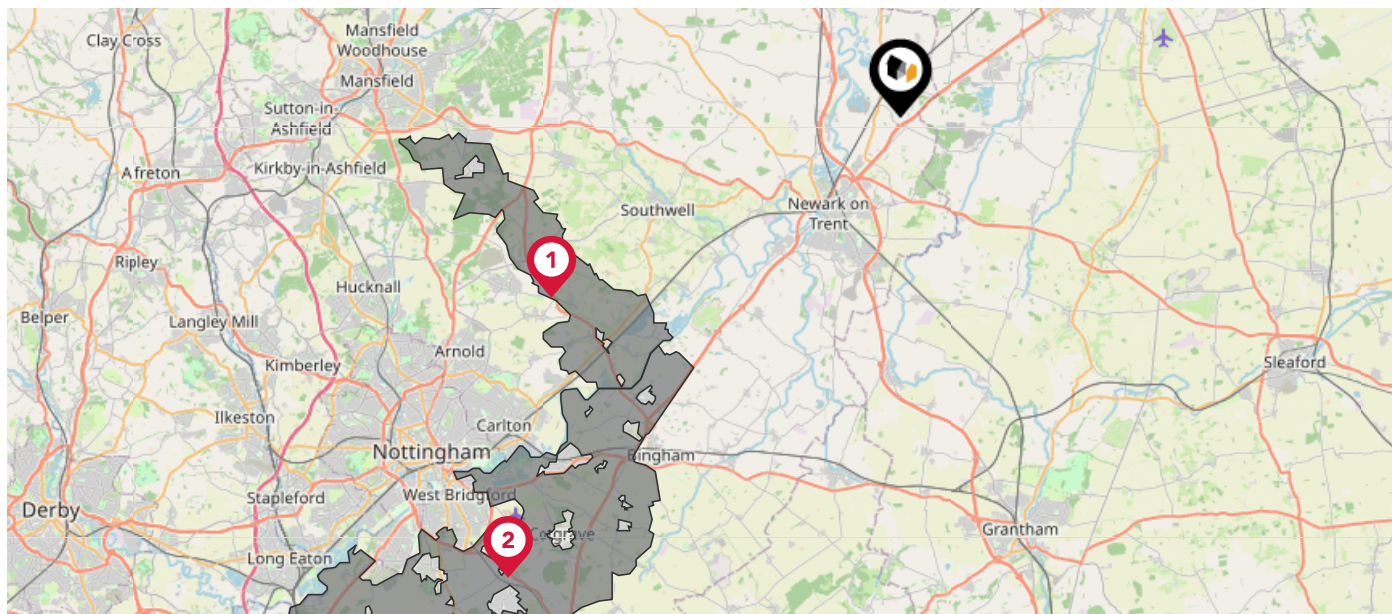 Clay Cross
Mansfield
Woodhouse
Mansfield
Sutton-in-
Ashfield
Kirkby-in-Ashfield
Afreton
Southwell
Newark on
Trent
Ripley
1
Hucknall
Belper
Langley Mill
Arnold
Kimberley
Sleaford
Ilkeston
Carlton
Nottingham
Bingham
Stapleford
West Bridgford
Derby
Cotgrave
Grantham
2
Long Eaton